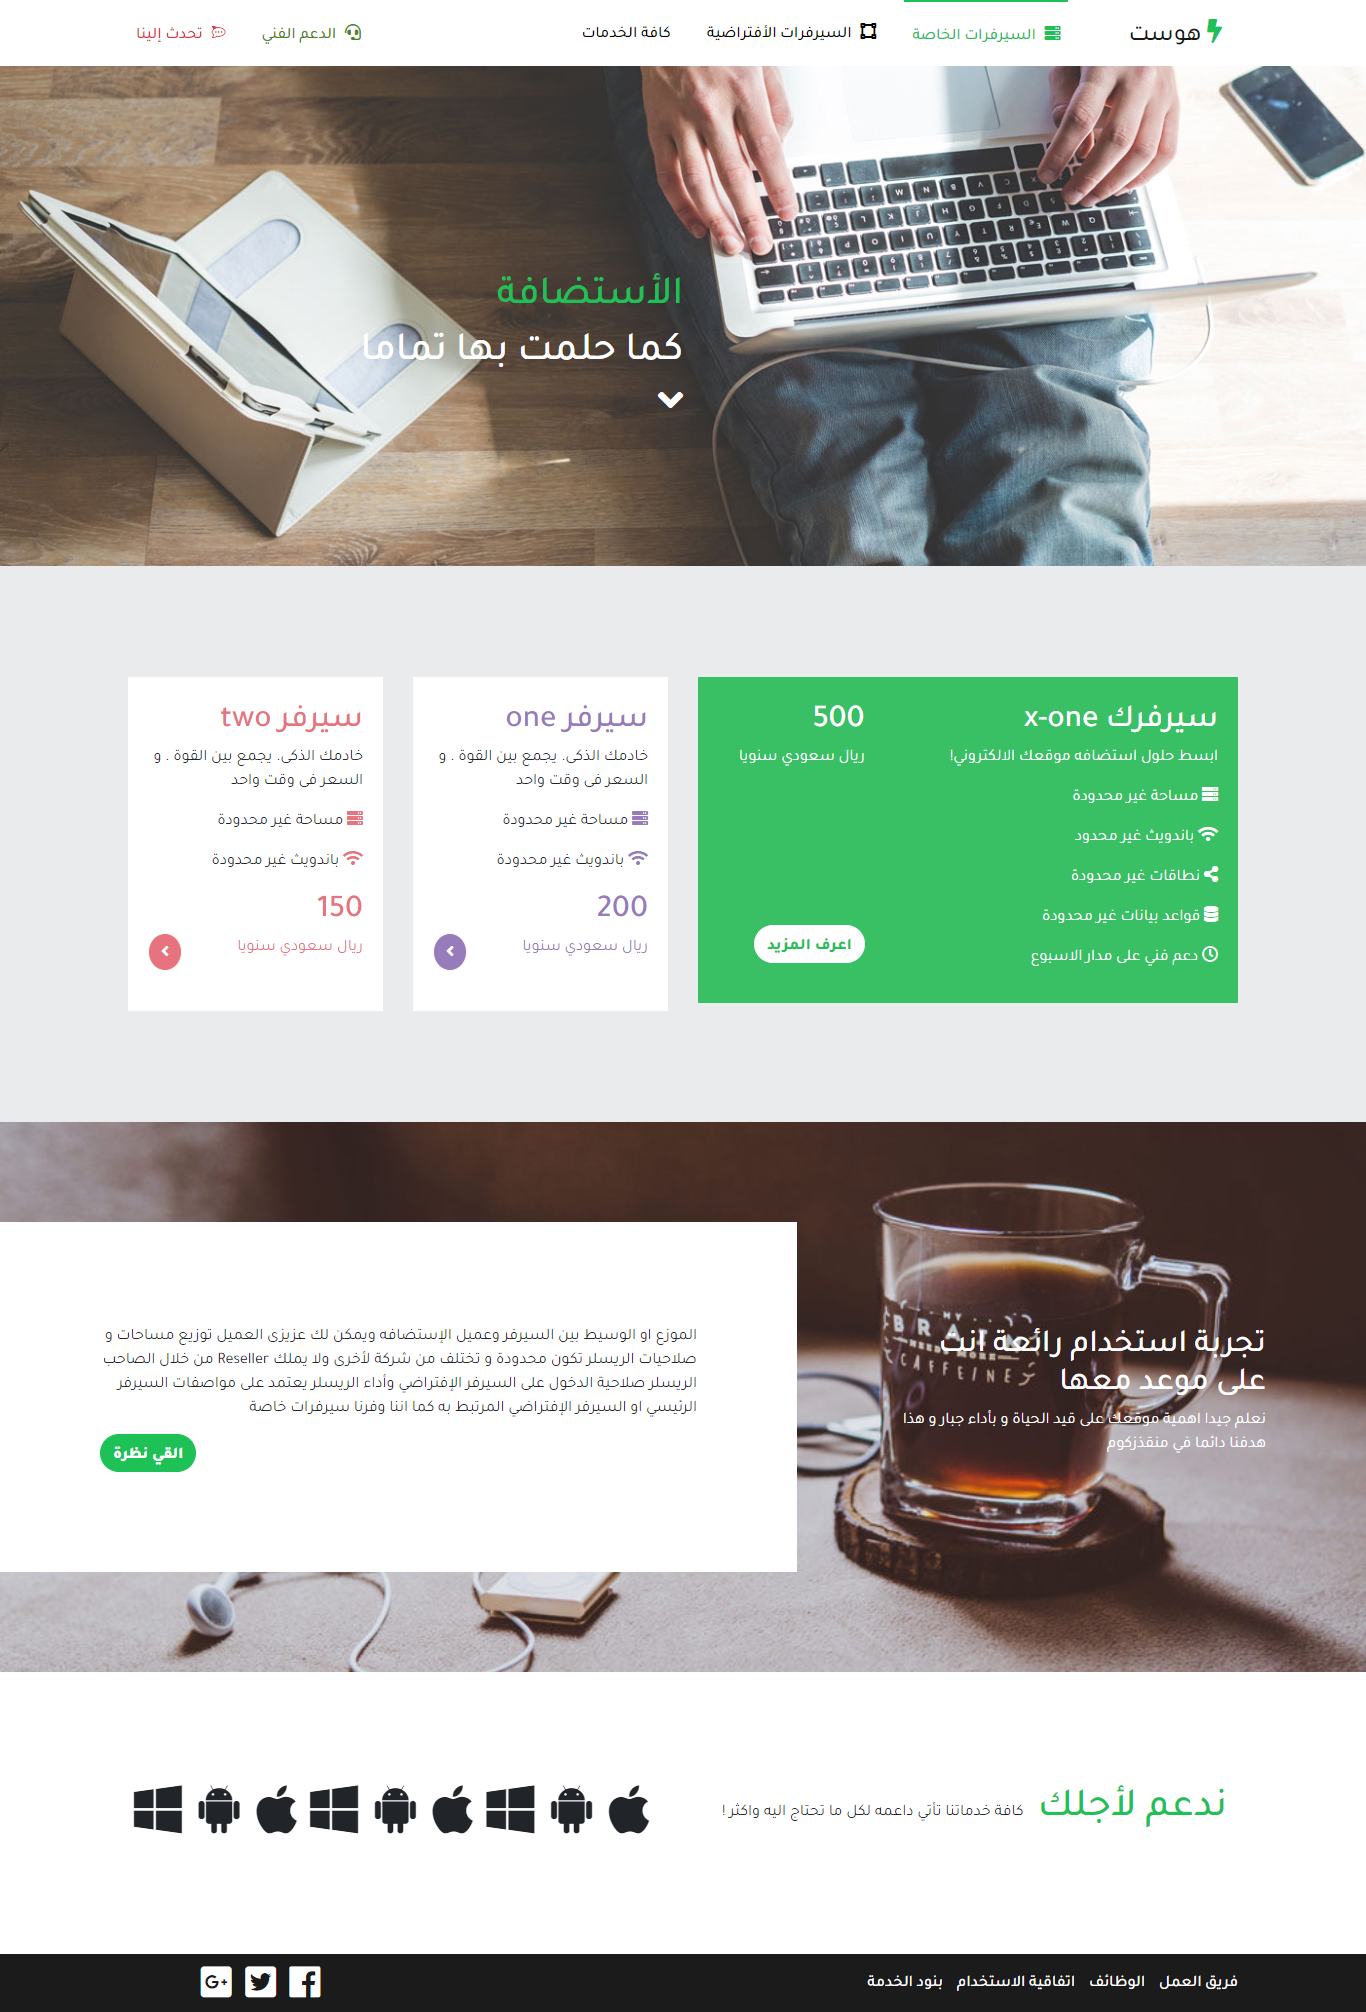 هوست
السيرفرات الخاصة
السيرفرات الأفتراضية
كافة الخدمات
الدعم الفني
تحدث إلينا
الأستضافة
كما حلمت بها تماما
سيرفرك x-one
ابسط حلول استضافه موقعك الالكتروني!
مساحة غير محدودة
باندويث غير محدود
نطاقات غير محدودة
قواعد بيانات غير محدودة
دعم فني على مدار الاسبوع
500
ريال سعودي سنويا
اعرف المزيد
سيرفر one
خادمك الذكى. يجمع بين القوة . و
السعر فى وقت واحد
مساحة غير محدودة
باندويث غير محدودة
200
ريال سعودي سنويا
سيرفر two
خادمك الذكى. يجمع بين القوة . و
السعر فى وقت واحد
مساحة غير محدودة
باندويث غير محدودة
150
ريال سعودي سنويا
تجربة استخدام رائعة انت
على موعد معها
نعلم جيدا اهمية موقعك على قيد الحياة و بأداء جبار و هذا
هدفنا دائما في منقذزكوم
CAFFEINE
الموزع او الوسيط بين السيرفر وعميل الإستضافه ويمكن لك عزيزى العميل توزيع مساحات و
صلاحيات الريسلر تكون محدودة و تختلف من شركة لأخرى ولا يملك Reseller من خلال الصاحب
الريسلر صلاحية الدخول على السيرفر الإفتراضي وأداء الريسلر يعتمد على مواصفات السيرفر
الرئيسي او السيرفر الإفتراضي المرتبط به كما اننا وفرنا سيرفرات خاصة
القي نظرة
ندعم لأجلك
كافة خدماتنا تأتي داعمه لكل ما تحتاج اليه واكثر !
فريق العمل
الوظائف
اتفاقية الاستخدام
بنود الخدمة